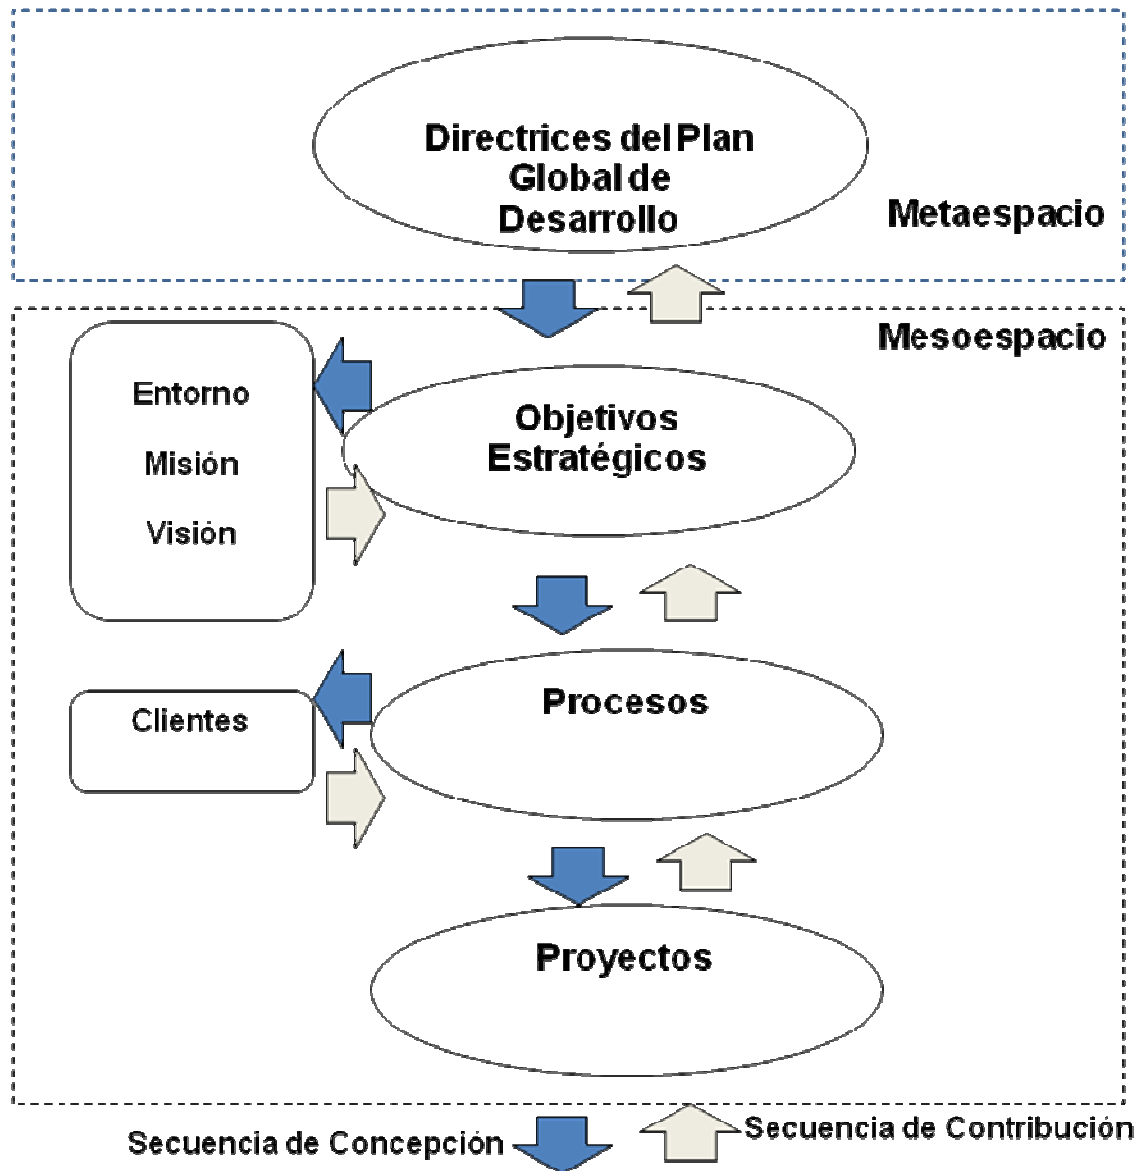 Directrices del Plan
Global de
Desarrollo
Metaespacio
Mesoespacio
Entorno
Misión
Visión
Objetivos
Estratégicos
Procesos
Clientes
Proyectos
Secuencia de Concepción
Secuencia de Contribución